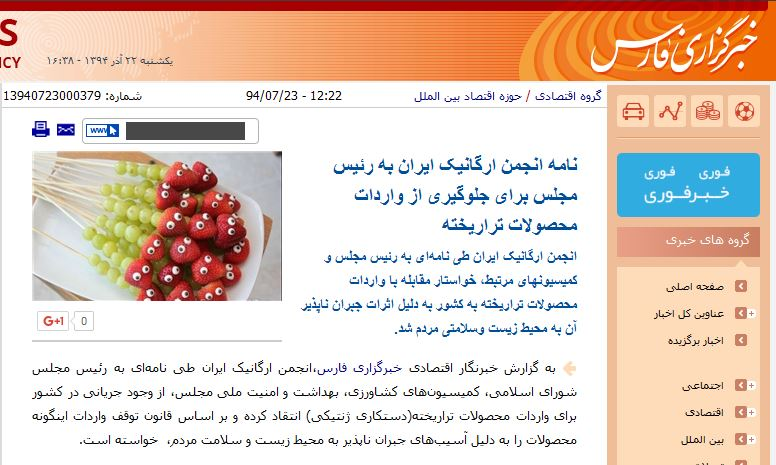 S
NCY
یکشنبه ۲۲ آذر ۱۳۹۴ - ۱۶:۳۸
خبرگزاری فارس
گروه اقتصادی / حوزه اقتصاد بین الملل
94/07/23 - 12:22
شماره: 13940723000379
www
نامه انجمن ارگانیک ایران به رئیس
مجلس برای جلوگیری از واردات
محصولات تراریخته
انجمن ارگانیک ایران طی نامه‌ای به رئیس مجلس و
کمیسیونهای مرتبط، خواستار مقابله با واردات
محصولات تراریخته به کشور به دلیل اثرات جبران ناپذیر
آن به محیط زیست وسلامتی مردم شد.
G+1 0
به گزارش خبرنگار اقتصادی خبرگزاری فارس،انجمن ارگانیک ایران طی نامه‌ای به رئیس مجلس
شورای اسلامی، کمیسیون‌های کشاورزی، بهداشت و امنیت ملی مجلس، از وجود جریانی در کشور
برای واردات محصولات تراریخته(دستکاری ژنتیکی) انتقاد کرده و بر اساس قانون توقف واردات اینگونه
محصولات را به دلیل آسیب‌های جبران ناپذیر به محیط زیست و سلامت مردم، خواسته است.
فوری فوری
خبرفوری
گروه های خبری
صفحه اصلی
عناوین کل اخبار
اخبار برگزیده
اجتماعی
اقتصادی
بین الملل